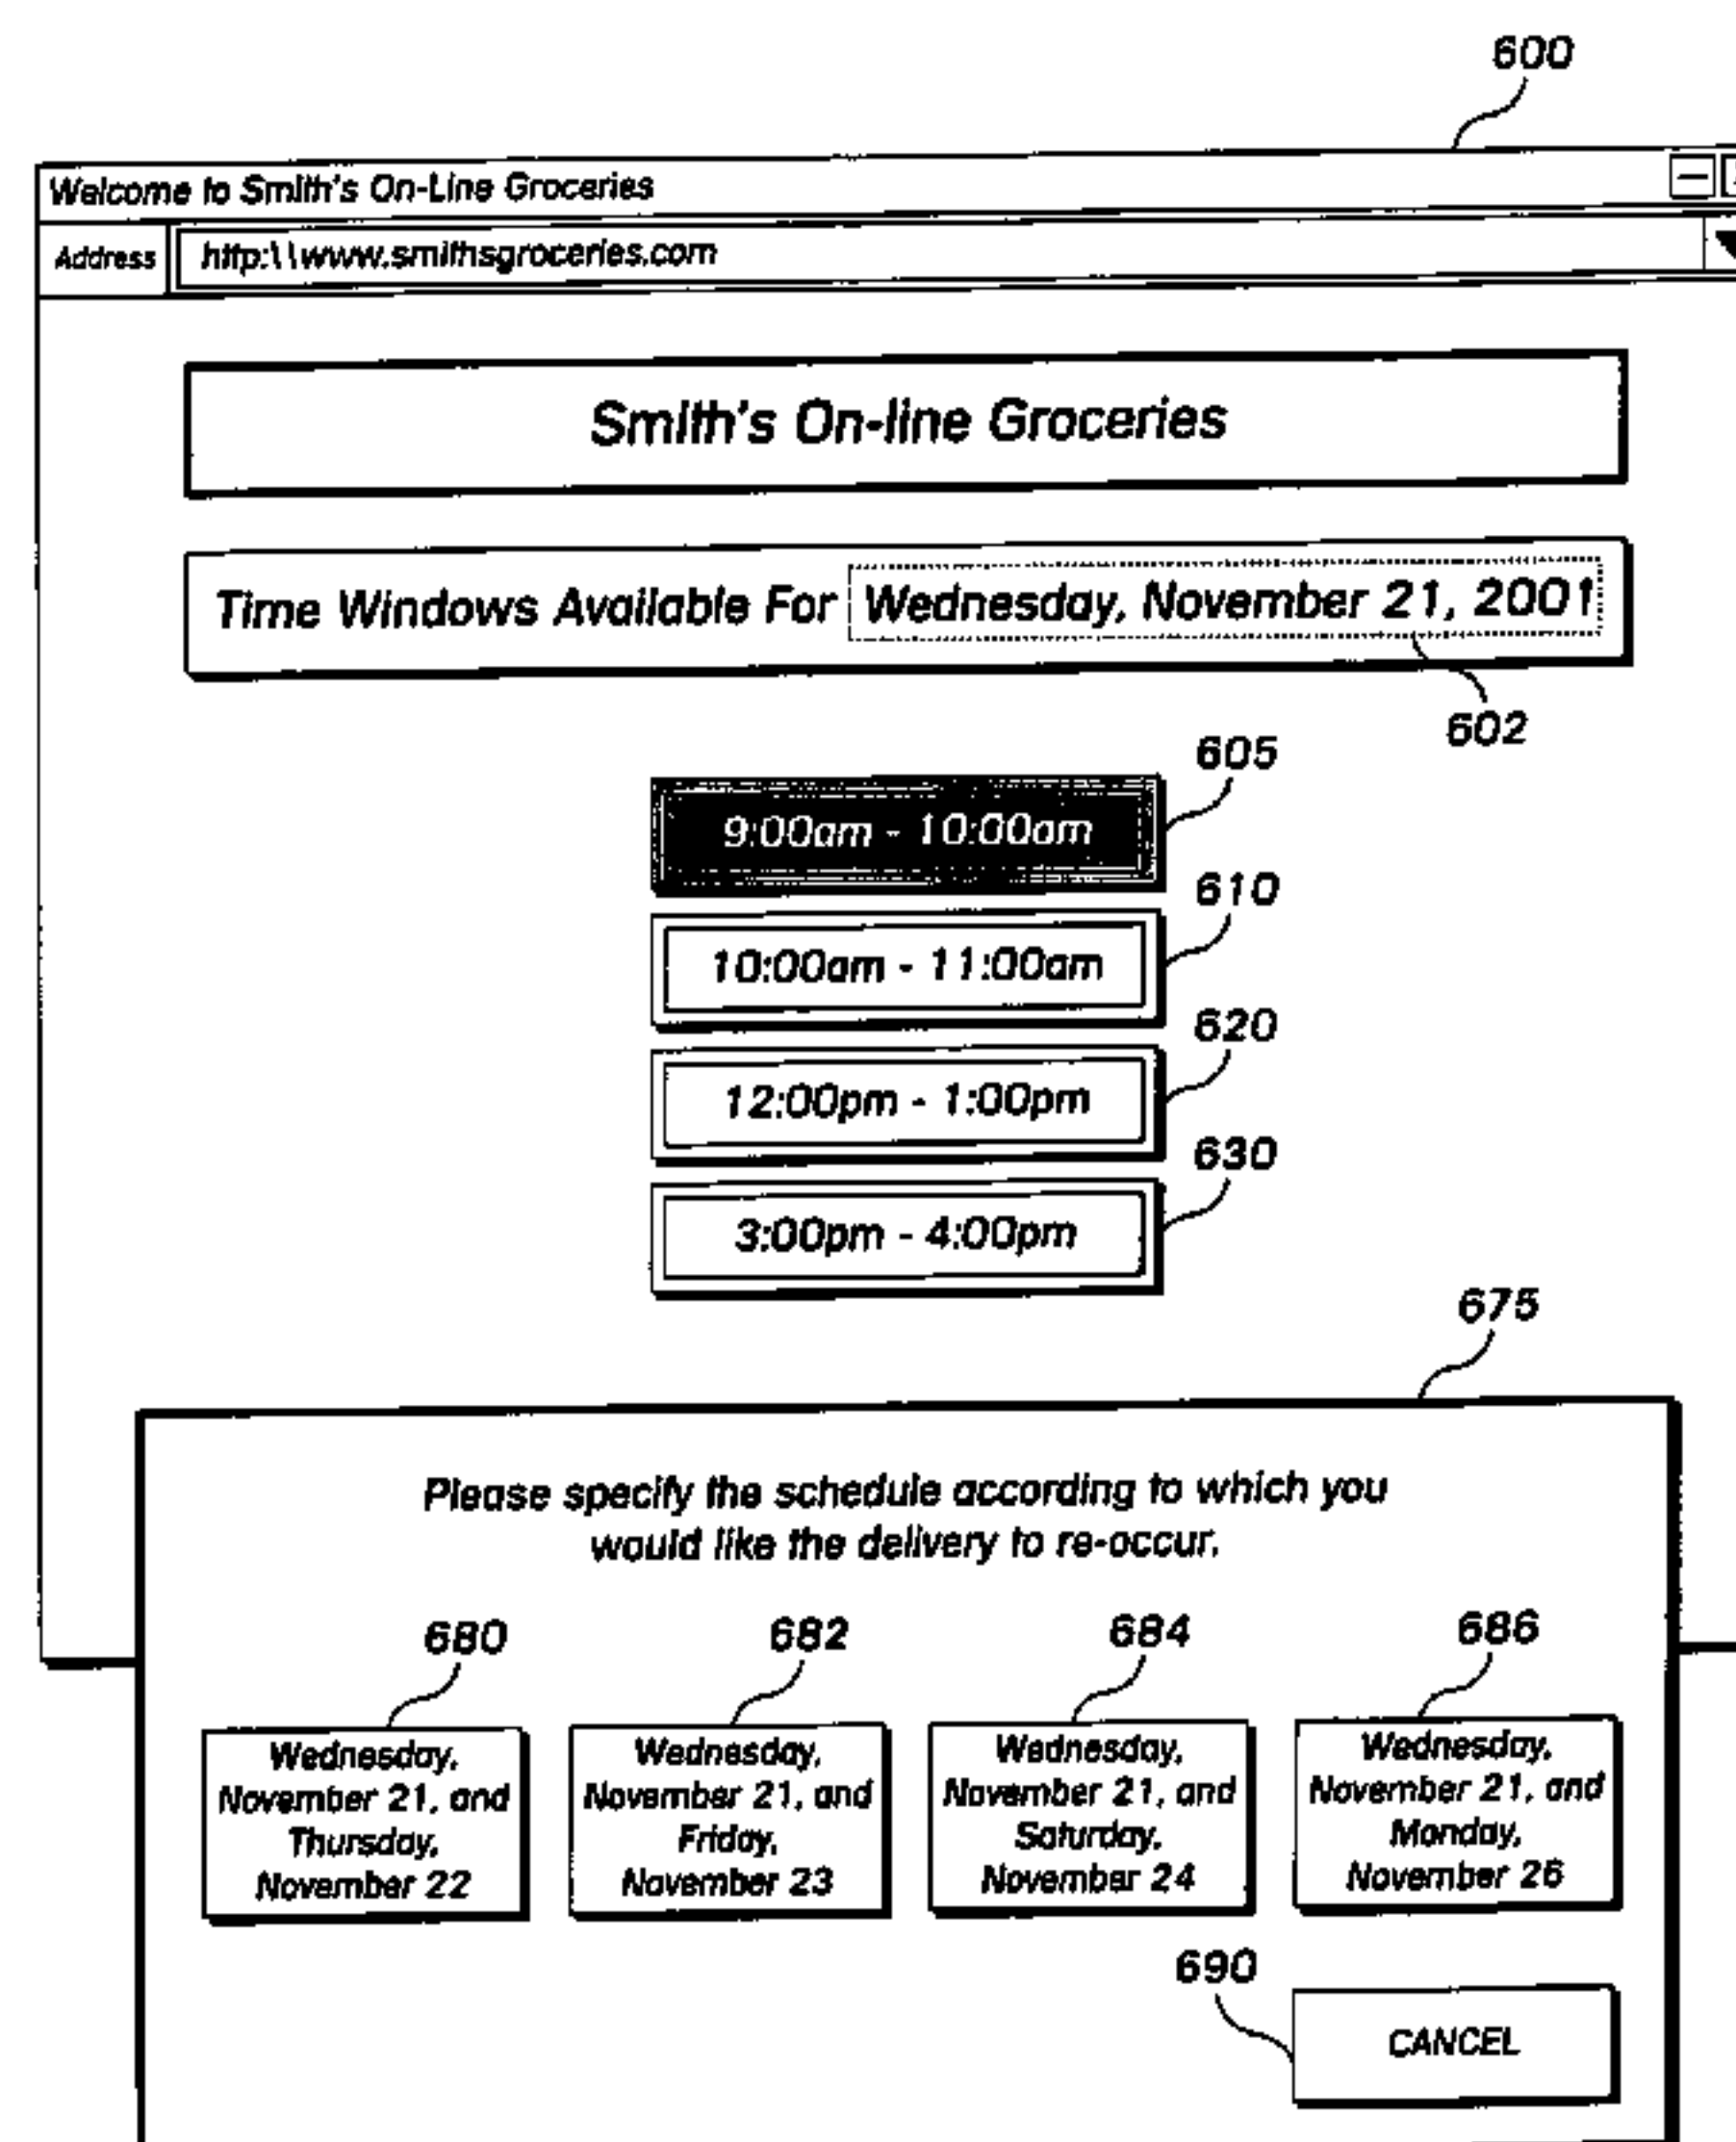 600
Welcome to Smith's On-Line Groceries
Address http:\\www.smithsgroceries.com
Smith's On-line Groceries
Time Windows Available For Wednesday, November 21, 2001
602
605
9:00am - 10:00am
610
10:00am - 11:00am
620
12:00pm - 1:00pm
630
3:00pm - 4:00pm
675
Please specify the schedule according to which you
would like the delivery to re-occur.
680 682 684 686
Wednesday,
November 21, and
Thursday,
November 22
Wednesday,
November 21, and
Friday,
November 23
Wednesday,
November 21, and
Saturday,
November 24
Wednesday,
November 21, and
Monday,
November 26
690
CANCEL